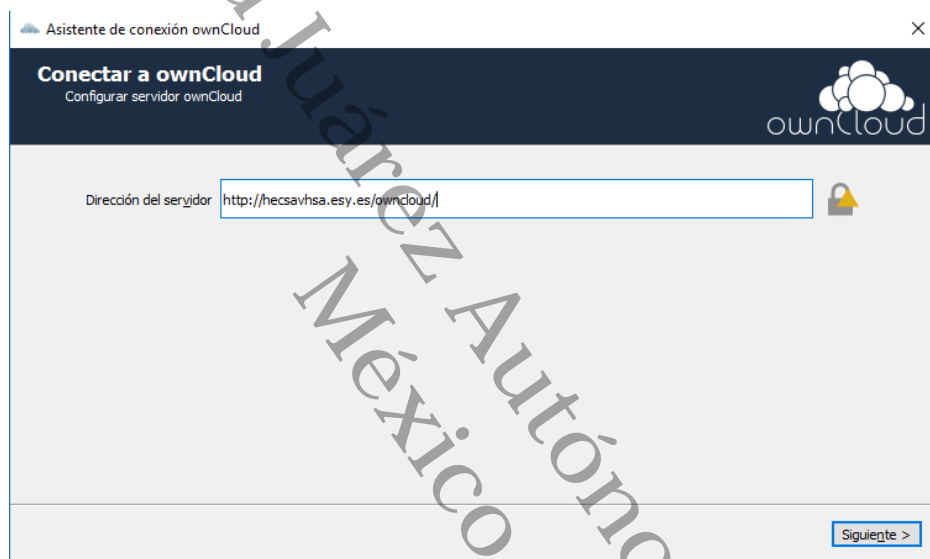 Asistente de conexión ownCloud
Conectar a ownCloud
Configurar servidor ownCloud
ownCloud
Dirección del servidor http://hecsavhsa.esy.es/owncloud/
Siguiente >
Juárez Autónoma
México